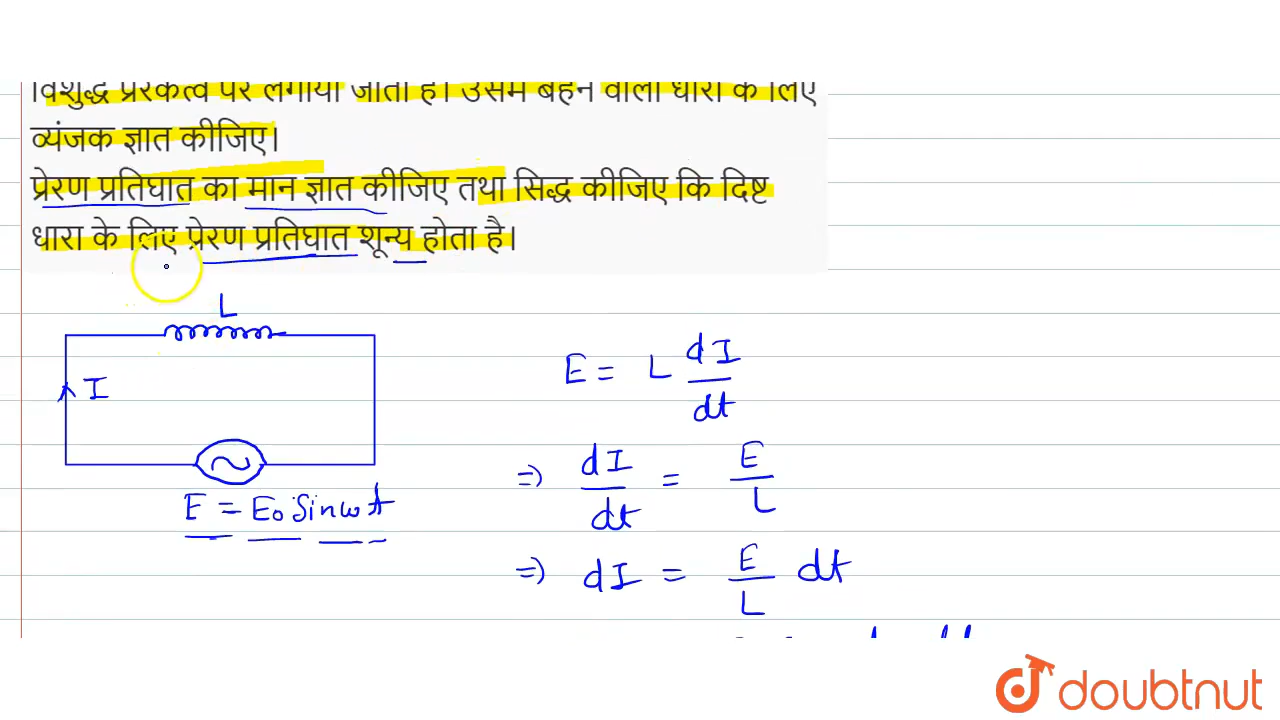 विशुद्ध प्रेरकत्व पर लगाया जाता है। उसमें बहने वाली धारा के लिए
व्यंजक ज्ञात कीजिए।
प्रेरण प्रतिघात का मान ज्ञात कीजिए तथा सिद्ध कीजिए कि दिष्ट
धारा के लिए प्रेरण प्रतिघात शून्य होता है।
L
I
E = E₀ Sinωt
E = L dI/dt
⇒ dI/dt = E/L
⇒ dI = E/L dt
doubtnut